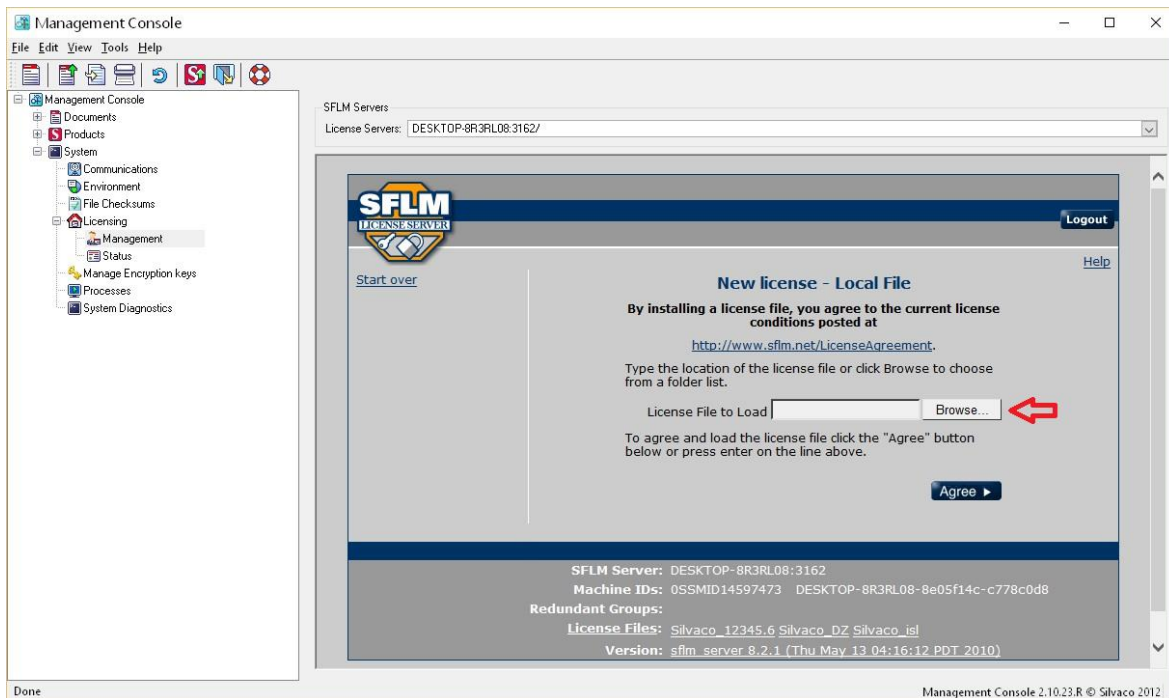 Management Console
File Edit View Tools Help
Management Console
Documents
Products
System
Communications
Environment
File Checksums
Licensing
Management
Status
Manage Encryption keys
Processes
System Diagnostics
SFLM Servers
License Servers: DESKTOP-8R3RL08:3162/
SFLM
LICENSE SERVER
Logout
Help
Start over
New license - Local File
By installing a license file, you agree to the current license
conditions posted at
http://www.sflm.net/LicenseAgreement.
Type the location of the license file or click Browse to choose
from a folder list.
License File to Load Browse...
To agree and load the license file click the "Agree" button
below or press enter on the line above.
Agree
SFLM Server: DESKTOP-8R3RL08:3162
Machine IDs: 0SSMID14597473 DESKTOP-8R3RL08-8e05f14c-c778c0d8
Redundant Groups:
License Files: Silvaco_12345.6 Silvaco_DZ Silvaco_isl
Version: sflm_server 8.2.1 (Thu May 13 04:16:12 PDT 2010)
Done
Management Console 2.10.23.R © Silvaco 2012